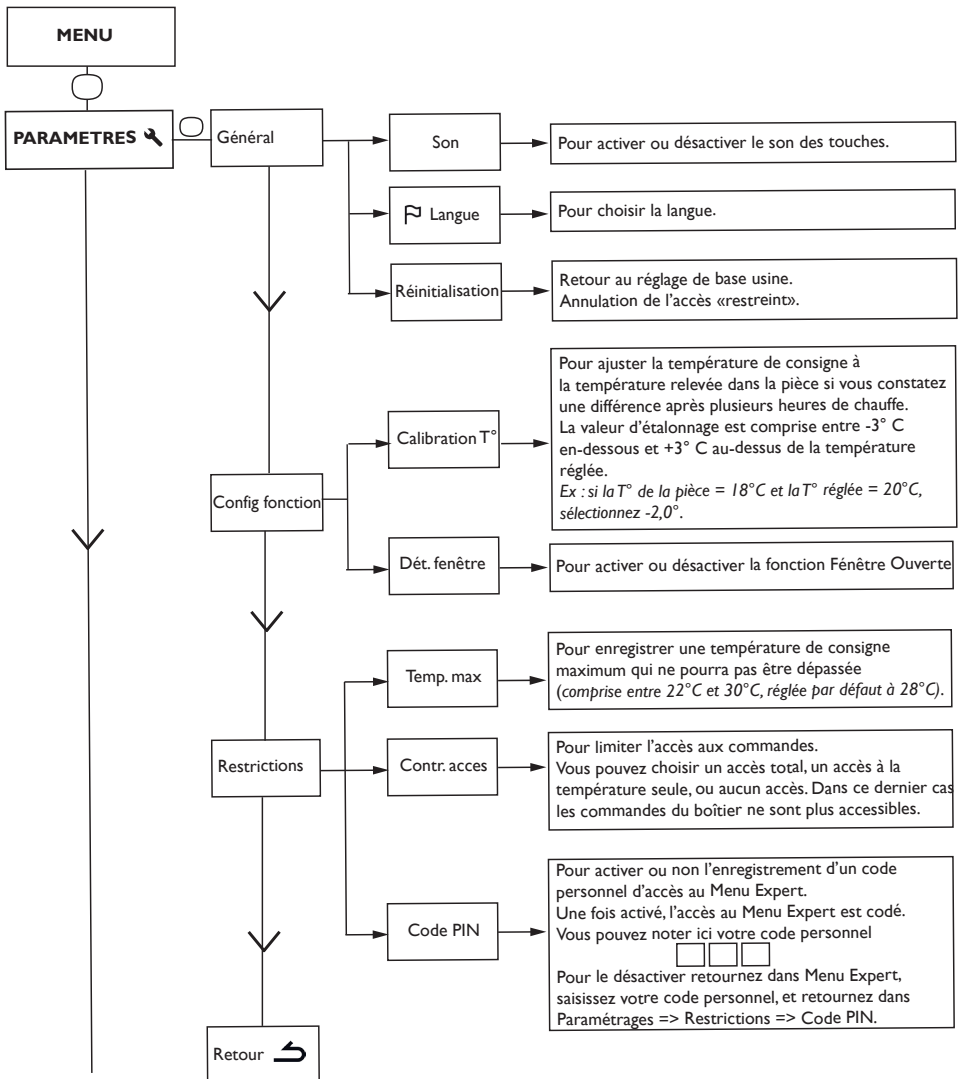 MENU
PARAMETRES
Général
Son
Pour activer ou désactiver le son des touches.
Langue
Pour choisir la langue.
Réinitialisation
Retour au réglage de base usine.
Annulation de l’accès «restreint».
Config fonction
Calibration T°
Pour ajuster la température de consigne à
la température relevée dans la pièce si vous constatez
une différence après plusieurs heures de chauffe.
La valeur d’étalonnage est comprise entre -3° C
en-dessous et +3° C au-dessus de la température
réglée.
Ex : si la T° de la pièce = 18°C et la T° réglée = 20°C,
sélectionnez -2,0°.
Dét. fenêtre
Pour activer ou désactiver la fonction Fénêtre Ouverte
Restrictions
Temp. max
Pour enregistrer une température de consigne
maximum qui ne pourra pas être dépassée
(comprise entre 22°C et 30°C, réglée par défaut à 28°C).
Contr. acces
Pour limiter l’accès aux commandes.
Vous pouvez choisir un accès total, un accès à la
température seule, ou aucun accès. Dans ce dernier cas
les commandes du boîtier ne sont plus accessibles.
Code PIN
Pour activer ou non l’enregistrement d’un code
personnel d’accès au Menu Expert.
Une fois activé, l’accès au Menu Expert est codé.
Vous pouvez noter ici votre code personnel
Pour le désactiver retournez dans Menu Expert,
saisissez votre code personnel, et retournez dans
Paramétrages => Restrictions => Code PIN.
Retour